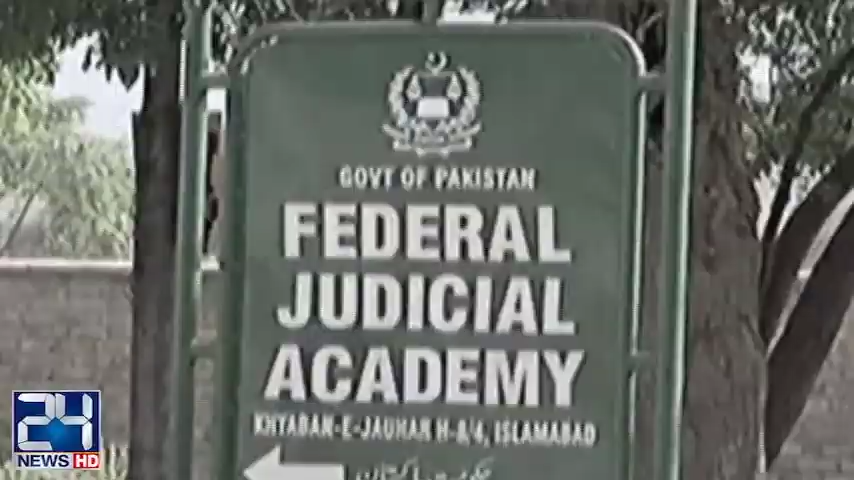 GOVT OF PAKISTAN
FEDERAL
JUDICIAL
ACADEMY
KHYABAN-E-JAUHAR H-8/4, ISLAMABAD
24
NEWS HD